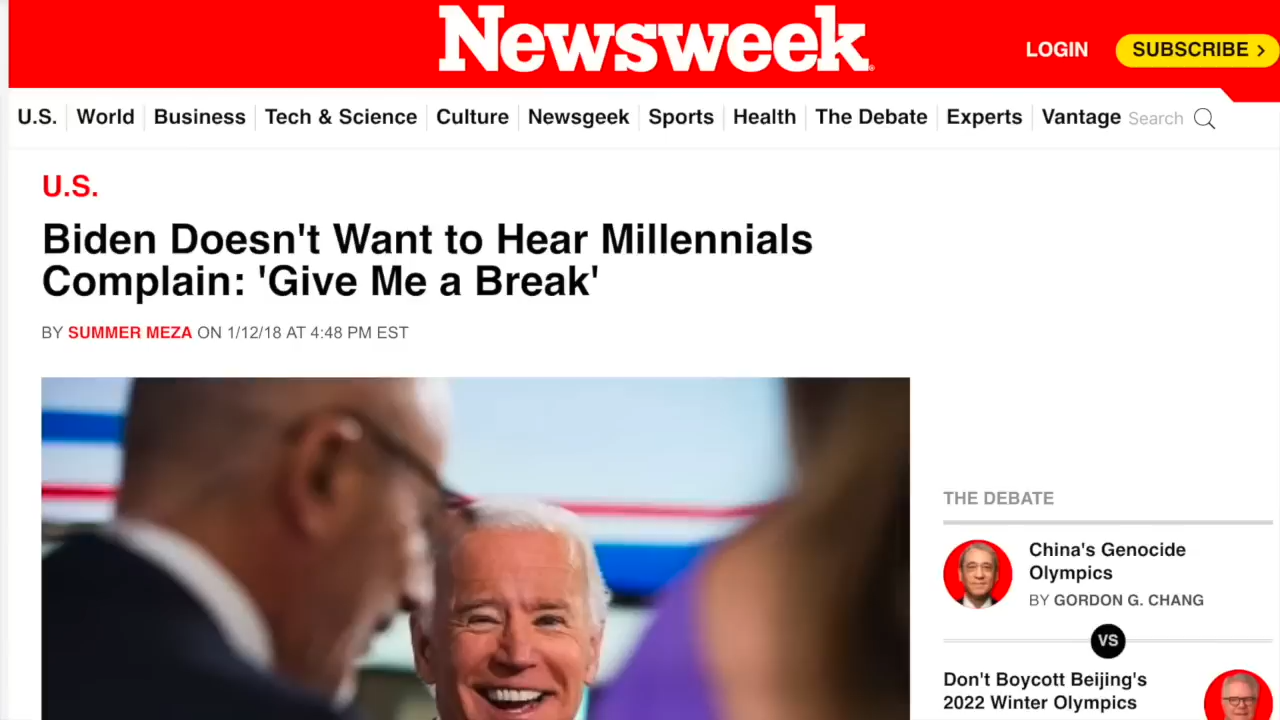 Newsweek
LOGIN
SUBSCRIBE >
U.S. World Business Tech & Science Culture Newsgeek Sports Health The Debate Experts Vantage Search
U.S.
Biden Doesn't Want to Hear Millennials
Complain: 'Give Me a Break'
BY SUMMER MEZA ON 1/12/18 AT 4:48 PM EST
THE DEBATE
China's Genocide
Olympics
BY GORDON G. CHANG
VS
Don't Boycott Beijing's
2022 Winter Olympics